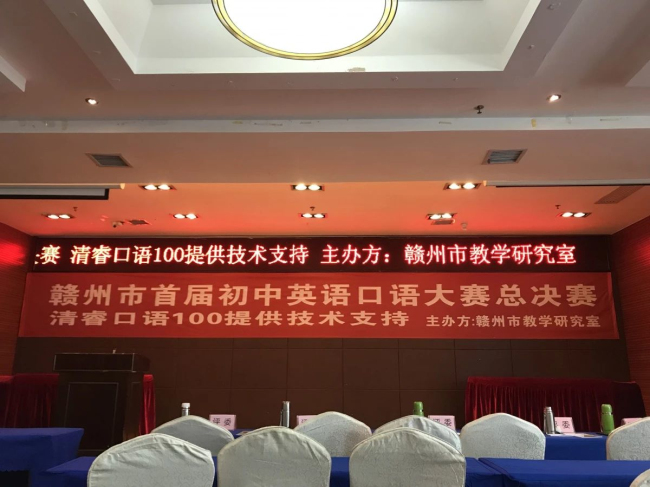 赛 清睿口语100提供技术支持 主办方：赣州市教学研究室
赣州市首届初中英语口语大赛总决赛
清睿口语100提供技术支持 主办方:赣州市教学研究室
评委
委